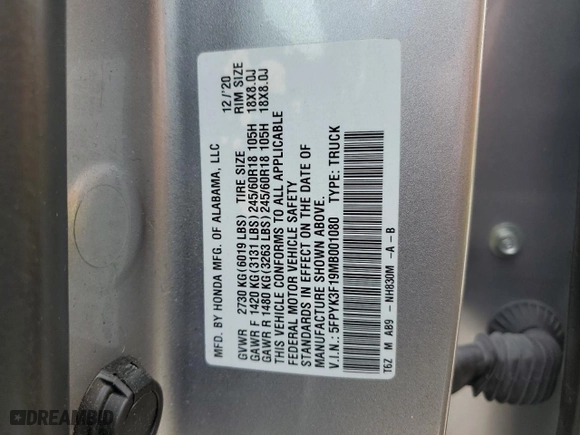 MFD. BY HONDA MFG. OF ALABAMA, LLC 12/'20
GVWR 2730 KG(6019 LBS) TIRE SIZE RIM SIZE
GAWR F 1420 KG(3131 LBS) 245/60R18 105H 18X8.0J
GAWR R 1480 KG(3263 LBS) 245/60R18 105H 18X8.0J
THIS VEHICLE CONFORMS TO ALL APPLICABLE
FEDERAL MOTOR VEHICLE SAFETY
STANDARDS IN EFFECT ON THE DATE OF
MANUFACTURE SHOWN ABOVE.
V.I.N.: 5FPYK3F19MB001080 TYPE: TRUCK
T6Z M A89 - NH830M -A -B
DREAMBID